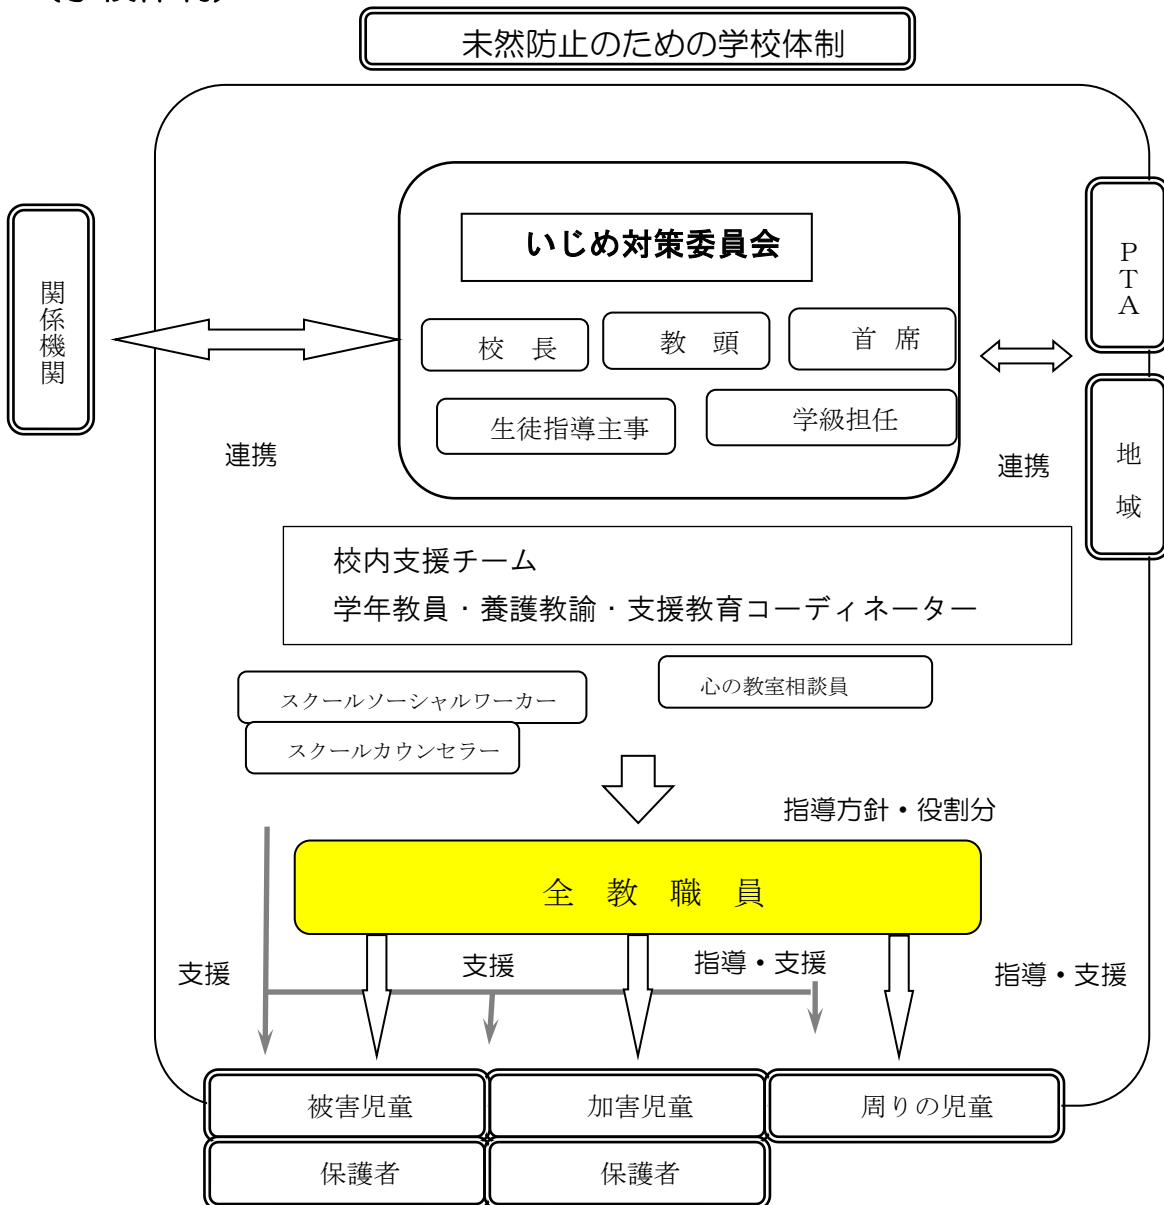 未然防止のための学校体制
いじめ対策委員会
校　長
教　頭
首　席
生徒指導主事
学級担任
関係機関
連携
PTA
地域
連携
校内支援チーム
学年教員・養護教諭・支援教育コーディネーター
スクールソーシャルワーカー
心の教室相談員
スクールカウンセラー
指導方針・役割分
全　教　職　員
支援
支援
指導・支援
指導・支援
被害児童
加害児童
周りの児童
保護者
保護者